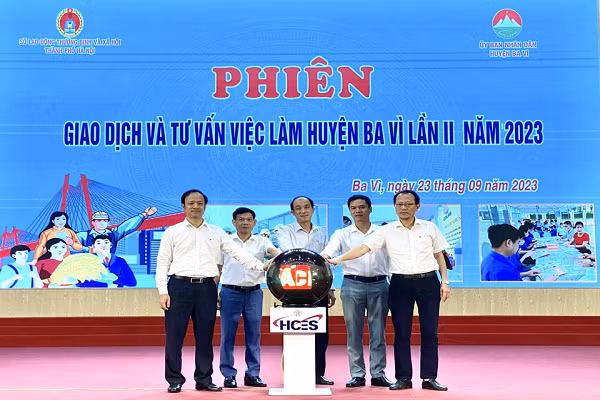 SỞ LAO ĐỘNG THƯƠNG BINH VÀ XÃ HỘI
THÀNH PHỐ HÀ NỘI
ỦY BAN NHÂN DÂN
HUYỆN BA VÌ
PHIÊN
GIAO DỊCH VÀ TƯ VẤN VIỆC LÀM HUYỆN BA VÌ LẦN II NĂM 2023
Ba Vì, ngày 23 tháng 09 năm 2023
HCES